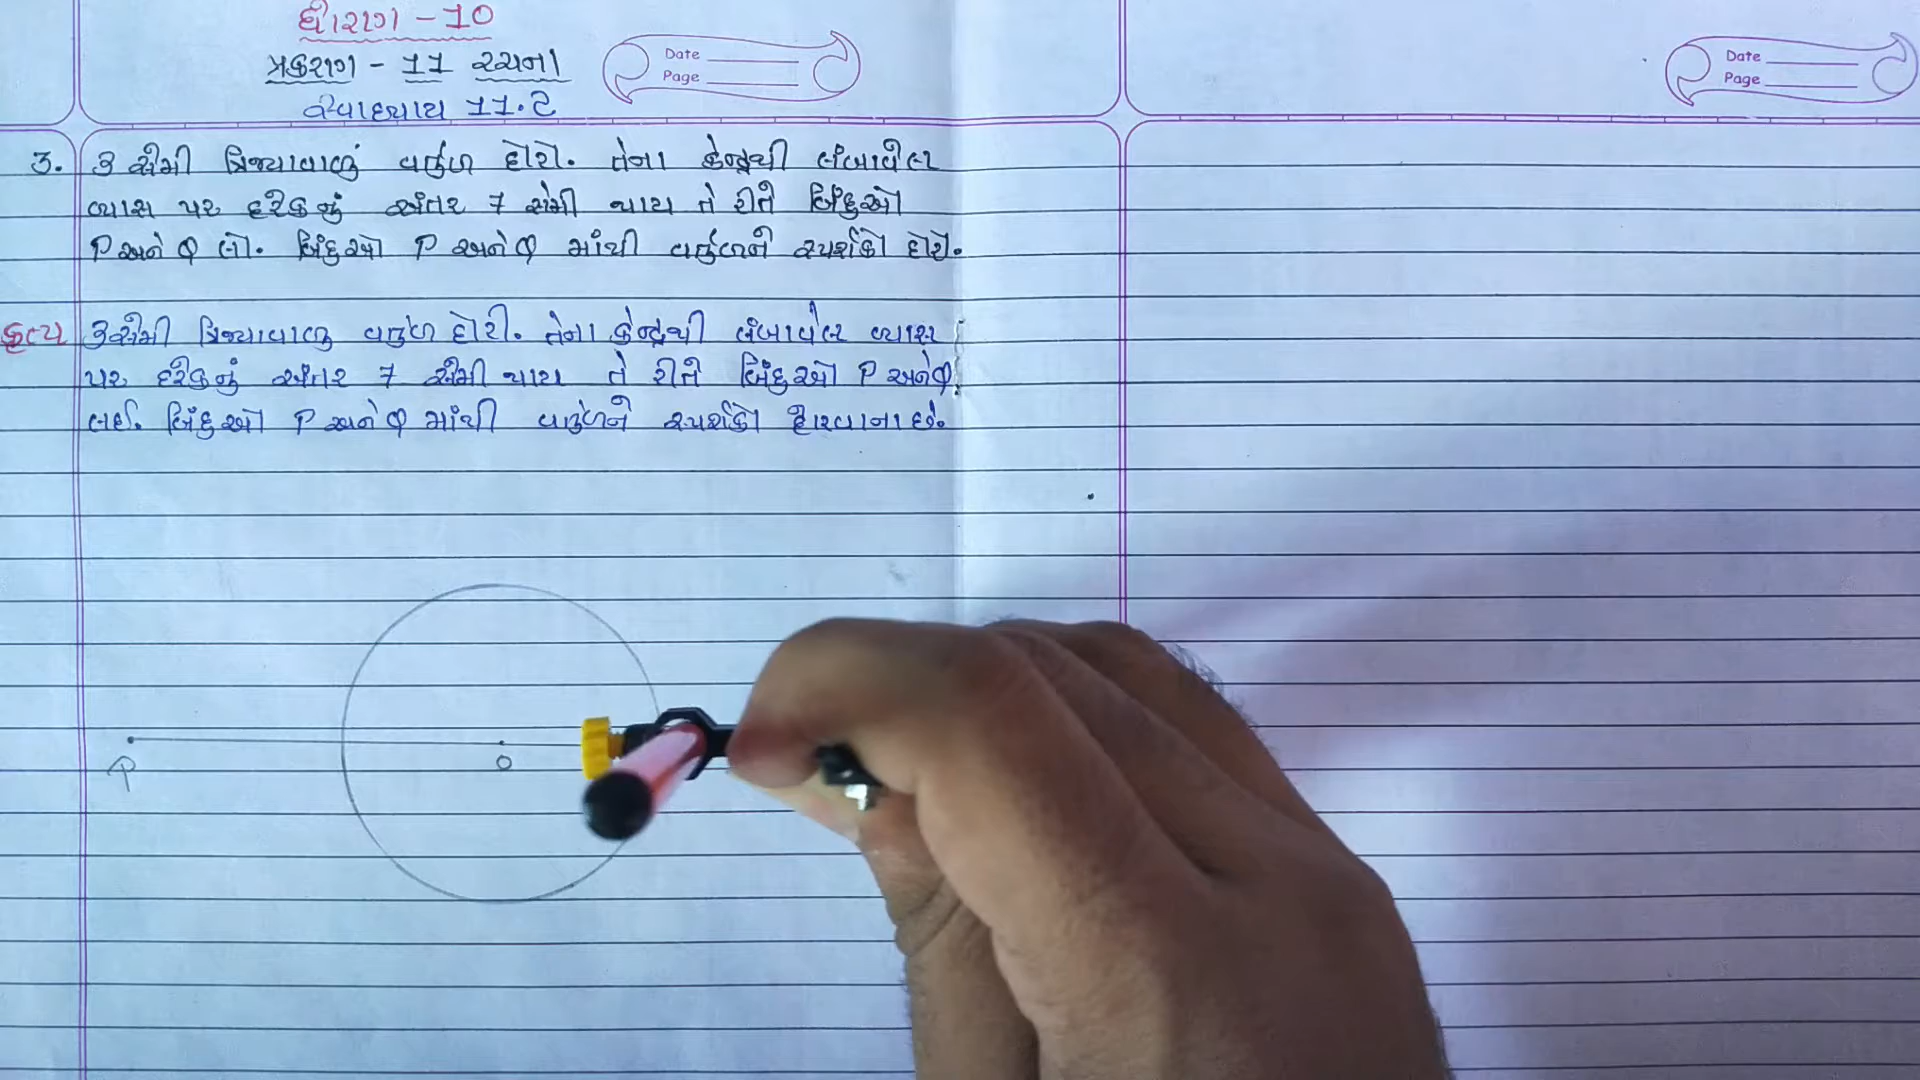 ધોરણ - 10
પ્રકરણ - 11 રચના
સ્વાધ્યાય 11.2
Date
Page
Date
Page
3. 3 સેમી ત્રિજ્યાવાળું વર્તુળ દોરો. તેના કેન્દ્રથી લંબાવેલ
વ્યાસ પર દરેકનું અંતર 7 સેમી થાય તે રીતે બિંદુઓ
P અને Q લો. બિંદુઓ P અને Q માંથી વર્તુળને સ્પર્શકો દોરો.
કૃત્ય 3 સેમી ત્રિજ્યાવાળુ વર્તુળ દોરી. તેના કેન્દ્રથી લંબાવેલ વ્યાસ
પર દરેકનું અંતર 7 સેમી થાય તે રીતે બિંદુઓ P અને Q
લઈ. બિંદુઓ P અને Q માંથી વર્તુળને સ્પર્શકો દોરવાના છે.
P
O